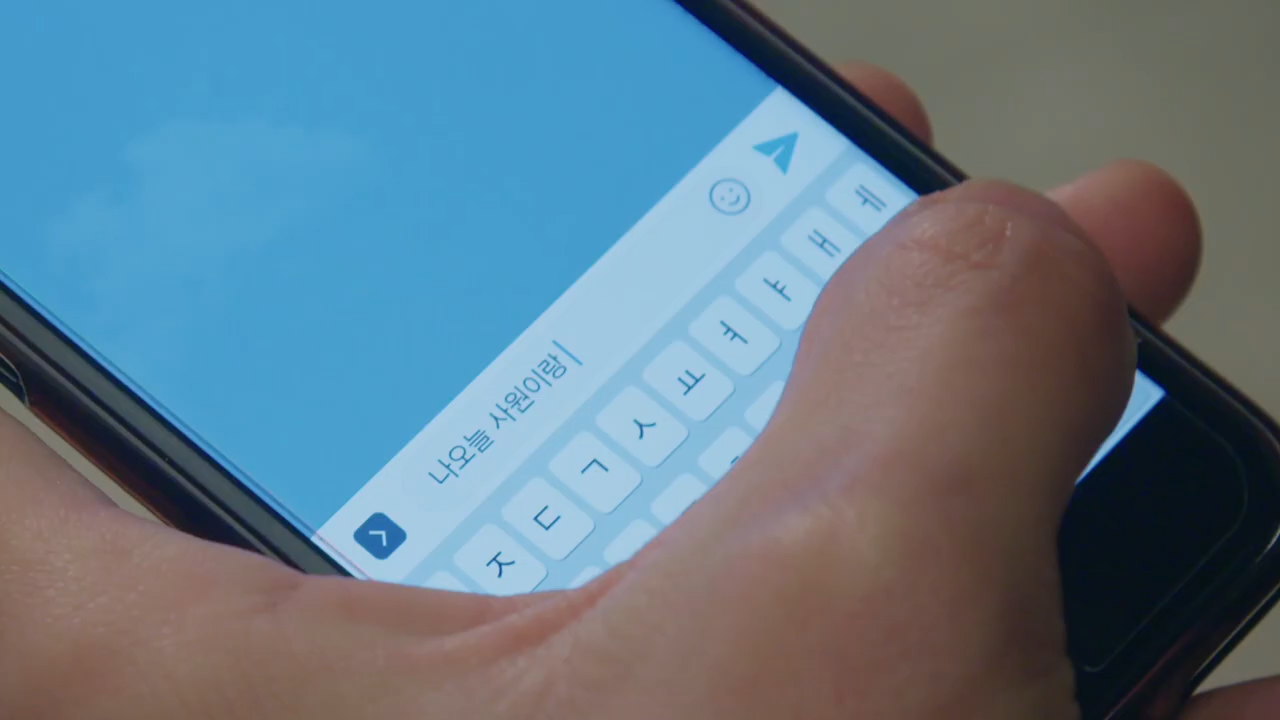 나오늘 사원이랑
ㅈ ㄷ ㄱ ㅅ ㅛ ㅕ ㅑ ㅐ ㅔ